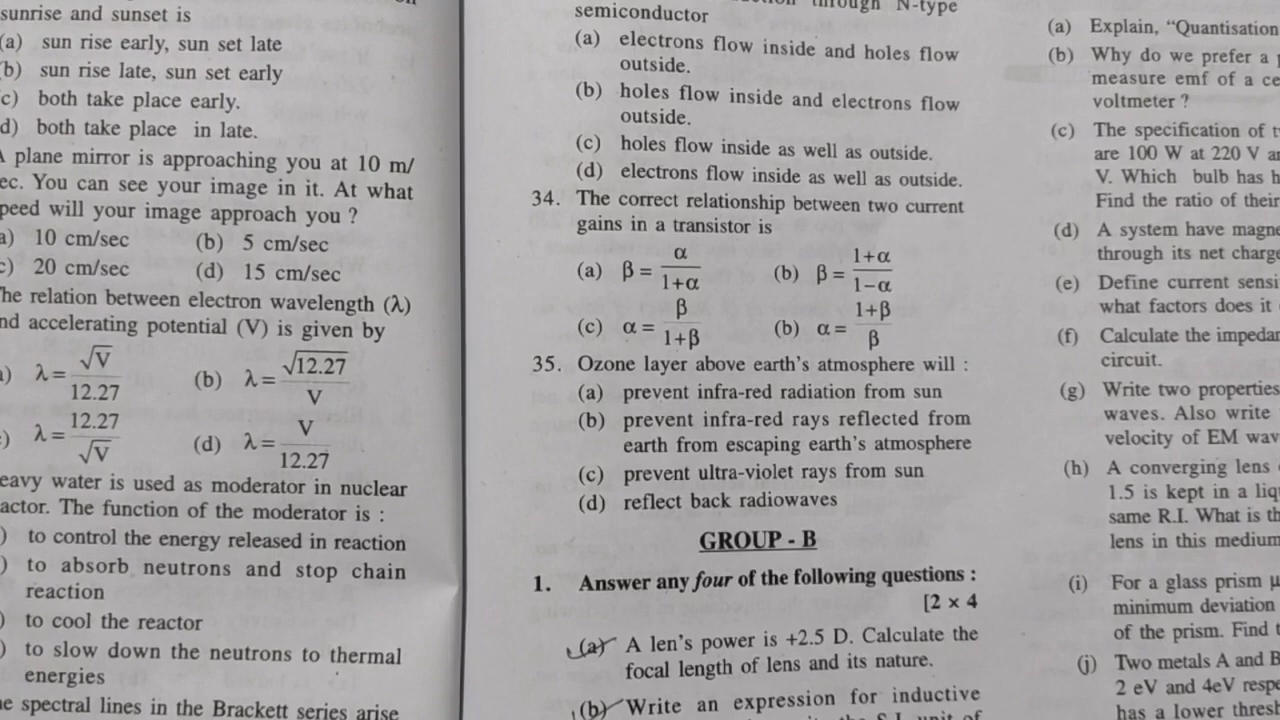 sunrise and sunset is
(a) sun rise early, sun set late
(b) sun rise late, sun set early
c) both take place early.
d) both take place in late.
plane mirror is approaching you at 10 m/
ec. You can see your image in it. At what
peed will your image approach you ?
a) 10 cm/sec (b) 5 cm/sec
c) 20 cm/sec (d) 15 cm/sec
he relation between electron wavelength (λ)
nd accelerating potential (V) is given by
) λ = √V / 12.27 (b) λ = √12.27 / V
) λ = 12.27 / √V (d) λ = V / 12.27
eavy water is used as moderator in nuclear
actor. The function of the moderator is :
) to control the energy released in reaction
) to absorb neutrons and stop chain
reaction
) to cool the reactor
) to slow down the neutrons to thermal
energies
e spectral lines in the Brackett series arise
through N-type
semiconductor
(a) electrons flow inside and holes flow
outside.
(b) holes flow inside and electrons flow
outside.
(c) holes flow inside as well as outside.
(d) electrons flow inside as well as outside.
34. The correct relationship between two current
gains in a transistor is
(a) β = α / 1+α (b) β = 1+α / 1−α
(c) α = β / 1+β (b) α = 1+β / β
35. Ozone layer above earth's atmosphere will :
(a) prevent infra-red radiation from sun
(b) prevent infra-red rays reflected from
earth from escaping earth's atmosphere
(c) prevent ultra-violet rays from sun
(d) reflect back radiowaves
GROUP - B
1. Answer any four of the following questions :
[2 × 4
(a) A len's power is +2.5 D. Calculate the
focal length of lens and its nature.
(b) Write an expression for inductive
S.I. unit of
(a) Explain, "Quantisation
(b) Why do we prefer a
measure emf of a ce
voltmeter ?
(c) The specification of
are 100 W at 220 V
V. Which bulb has h
Find the ratio of their
(d) A system have magne
through its net charge
(e) Define current sensi
what factors does it
(f) Calculate the impedan
circuit.
(g) Write two properties
waves. Also write
velocity of EM wav
(h) A converging lens
1.5 is kept in a liq
same R.I. What is th
lens in this medium
(i) For a glass prism μ
minimum deviation
of the prism. Find
(j) Two metals A and B
2 eV and 4eV respe
has a lower thresh